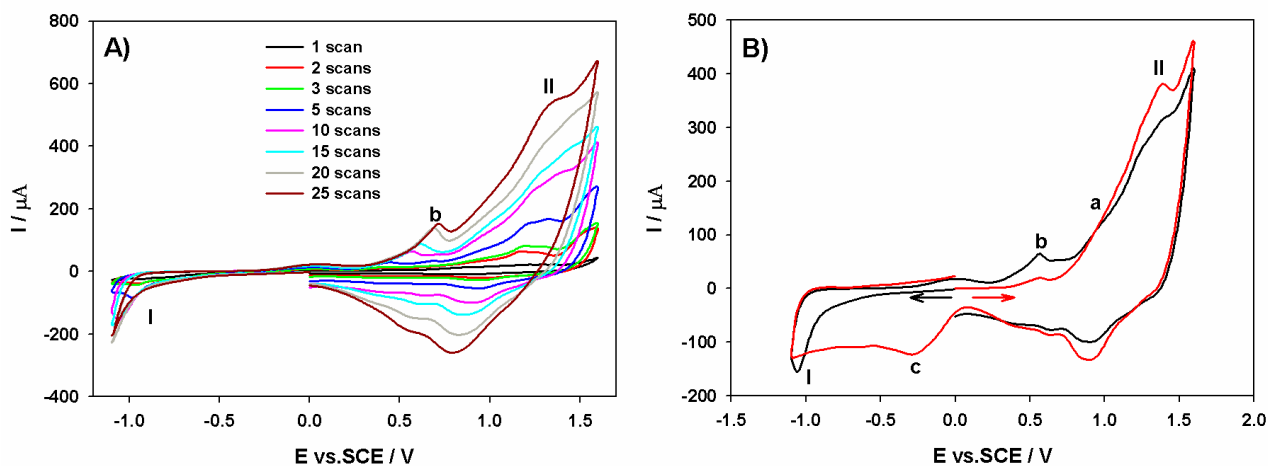 A)
1 scan
2 scans
3 scans
5 scans
10 scans
15 scans
20 scans
25 scans
b
I
II
I / µA
800
600
400
200
0
-200
-400
-1.0
-0.5
0.0
0.5
1.0
1.5
E vs.SCE / V
B)
II
a
b
c
I
I / µA
500
400
300
200
100
0
-100
-200
-1.5
-1.0
-0.5
0.0
0.5
1.0
1.5
2.0
E vs.SCE / V